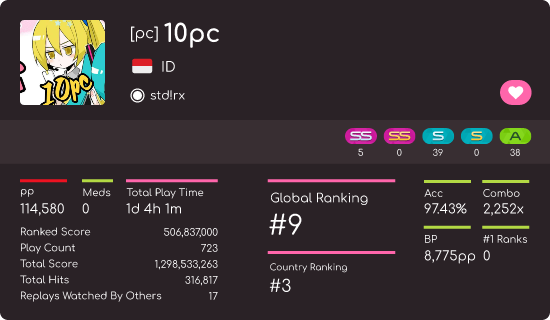 [pc] 10pc
10pc
ID
std!rx
SS SS S S A
5 0 39 0 38
PP Meds Total Play Time
114,580 0 1d 4h 1m
Ranked Score 506,837,000
Play Count 723
Total Score 1,298,533,263
Total Hits 316,817
Replays Watched By Others 17
Global Ranking
#9
Country Ranking
#3
Acc Combo
97.43% 2,252x
BP #1 Ranks
8,775pp 0